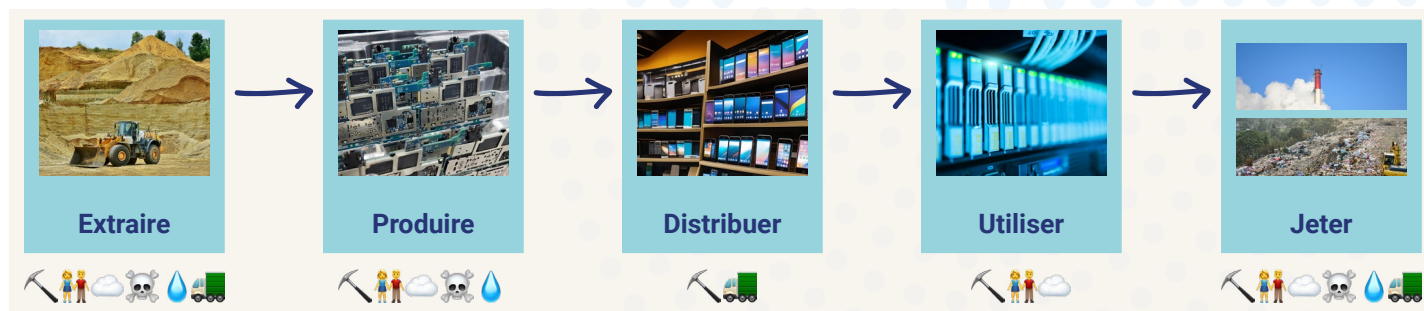 Extraire
Produire
Distribuer
Utiliser
Jeter